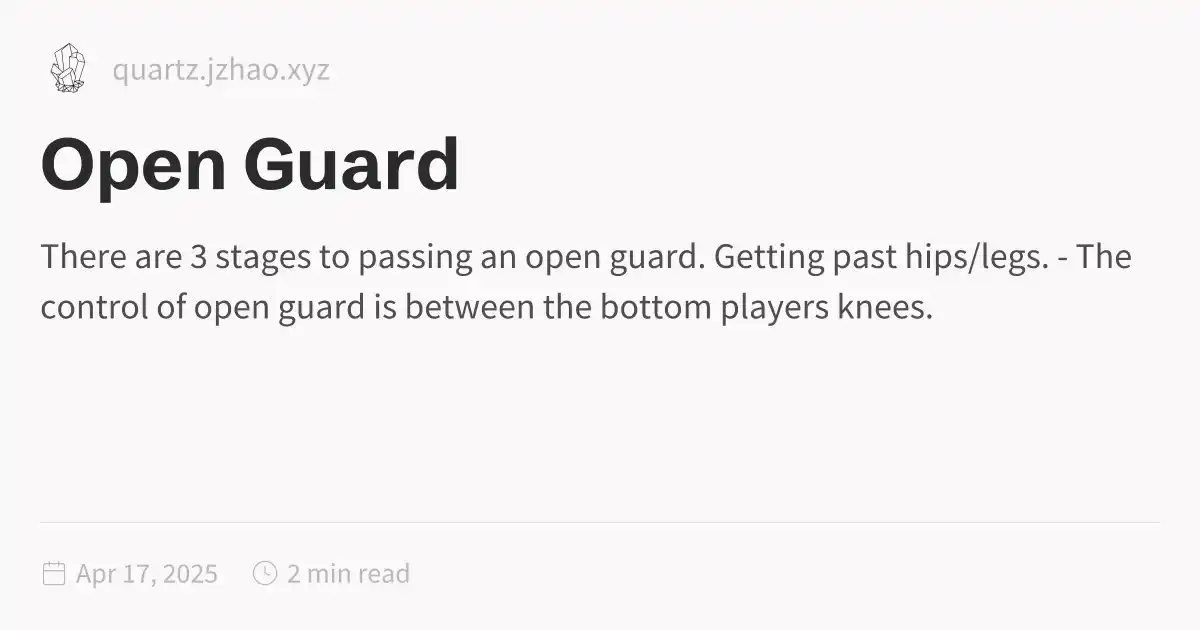 quartz.jzhao.xyz
Open Guard
There are 3 stages to passing an open guard. Getting past hips/legs. - The
control of open guard is between the bottom players knees.
Apr 17, 2025 2 min read